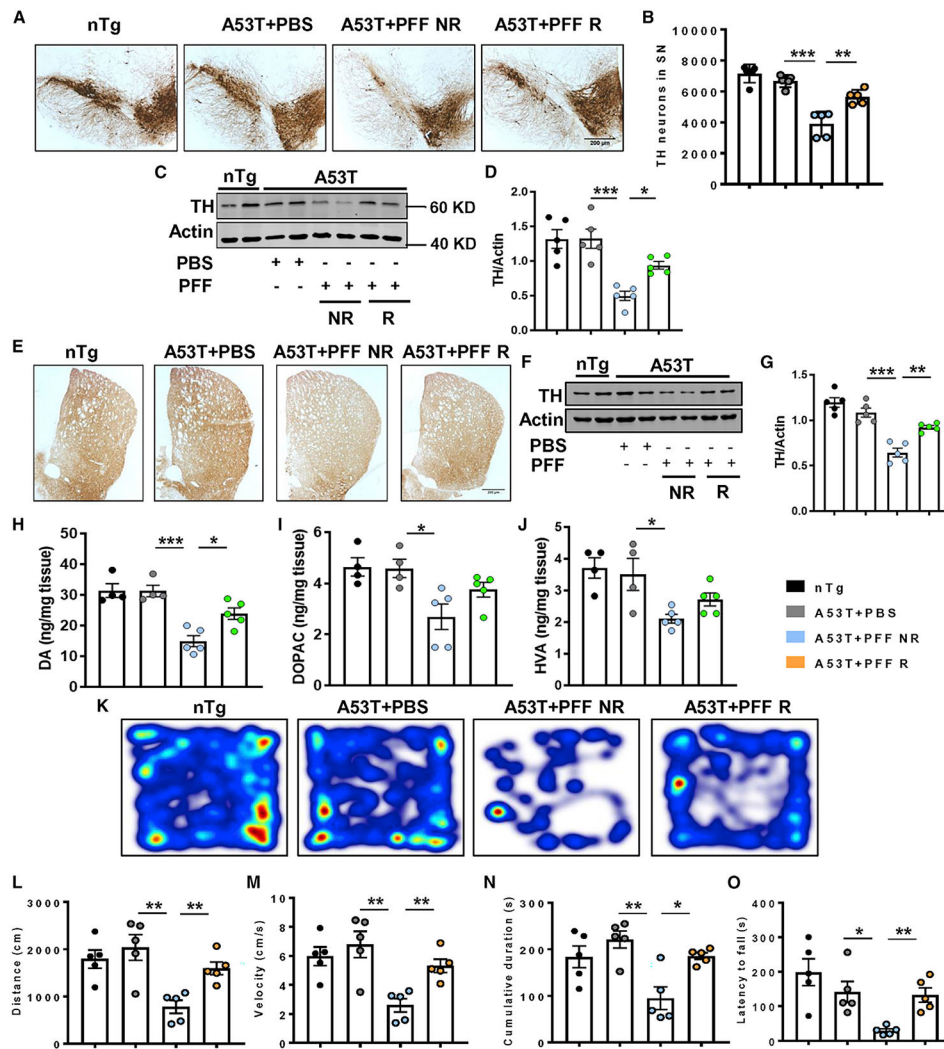 A
nTg
A53T+PBS
A53T+PFF NR
A53T+PFF R
200 µm
B
10000
8000
6000
4000
2000
0
TH neurons in SN
*** **
C
nTg A53T
TH
Actin
60 KD
40 KD
PBS - - + + - - - -
PFF - - + + + +
NR R
D
2.0
1.5
1.0
0.5
0.0
TH/Actin
*** *
E
nTg
A53T+PBS
A53T+PFF NR
A53T+PFF R
F
nTg A53T
TH
Actin
PBS + + - - - -
PFF - - + + + +
NR R
G
1.5
1.0
0.5
0.0
TH/Actin
*** **
H
50
40
30
20
10
0
DA (ng/mg tissue)
*** *
I
6
4
2
0
DOPAC (ng/mg tissue)
*
J
5
4
3
2
1
0
HVA (ng/mg tissue)
*
nTg
A53T+PBS
A53T+PFF NR
A53T+PFF R
K
nTg
A53T+PBS
A53T+PFF NR
A53T+PFF R
L
3000
2000
1000
0
Distance (cm)
** **
M
10
8
6
4
2
0
Velocity (cm/s)
** **
N
300
200
100
0
Cumulative duration (s)
** *
O
400
300
200
100
0
Latency to fall (s)
* **